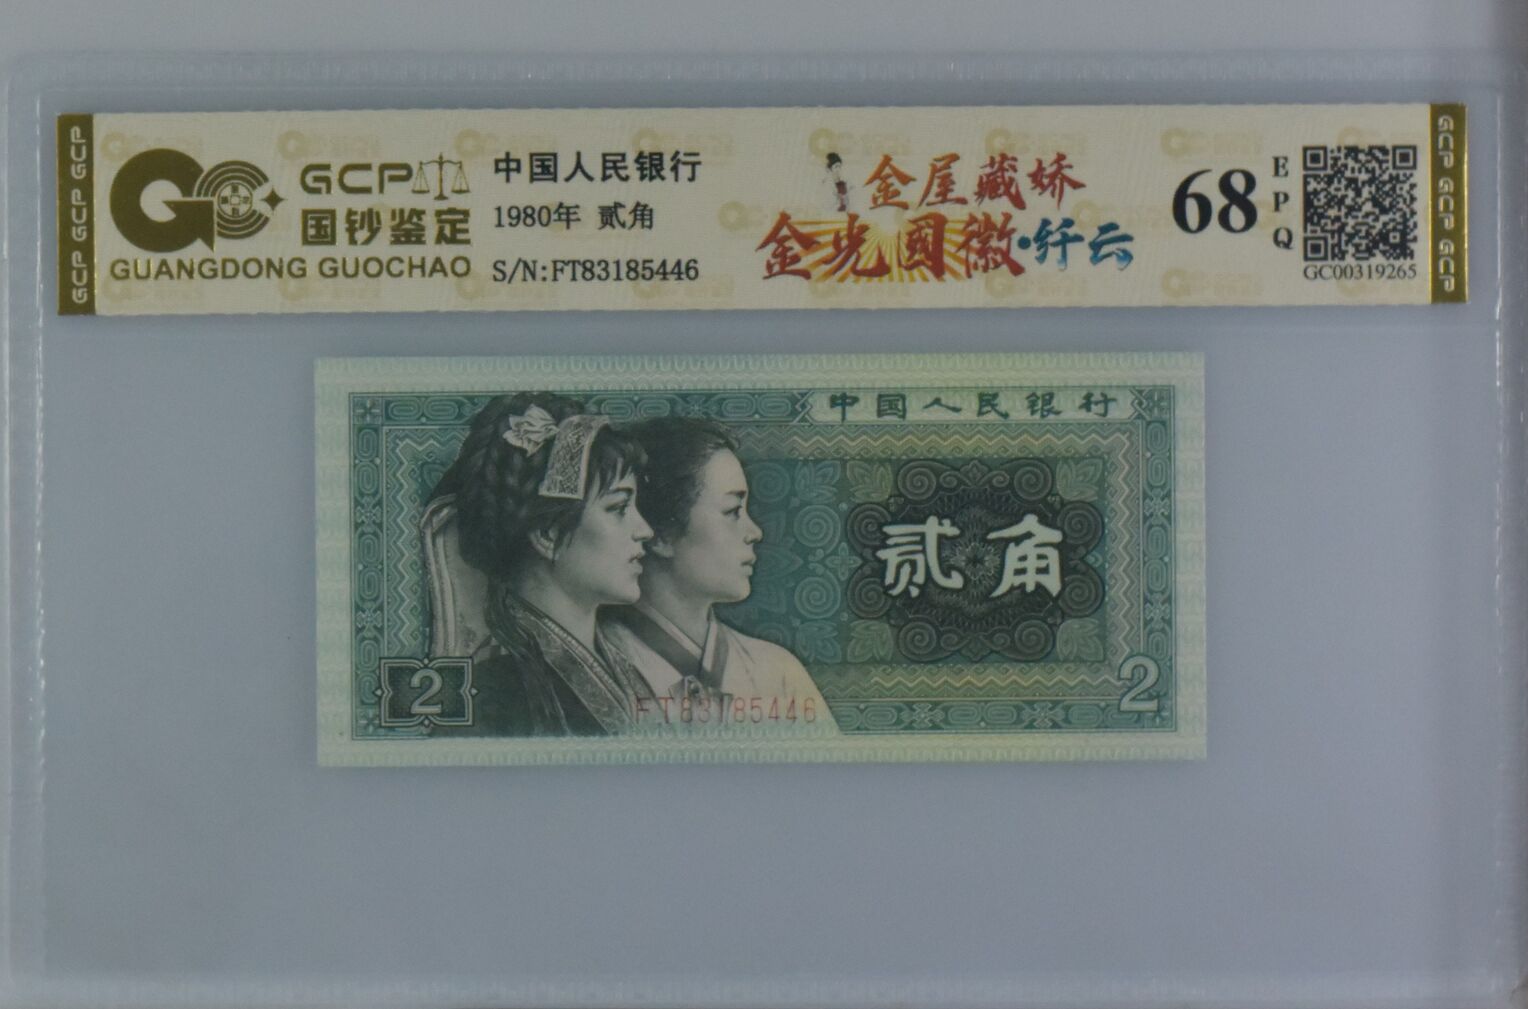 GCP GCP GCP
GCP
国钞鉴定
GUANGDONG GUOCHAO
中国人民银行
1980年 贰角
S/N:FT83185446
金屋藏娇
金光國徽·纤云
68
EPQ
GC00319265
GCP GCP GCP
中国人民银行
贰角
2
FT83185446
2